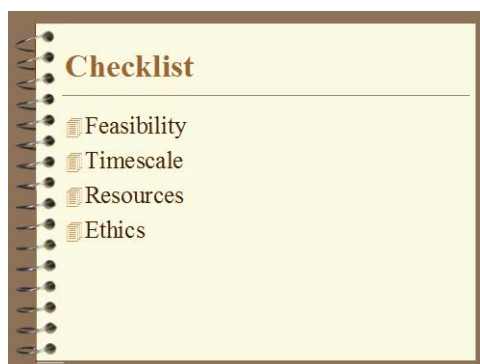 Checklist
Feasibility
Timescale
Resources
Ethics